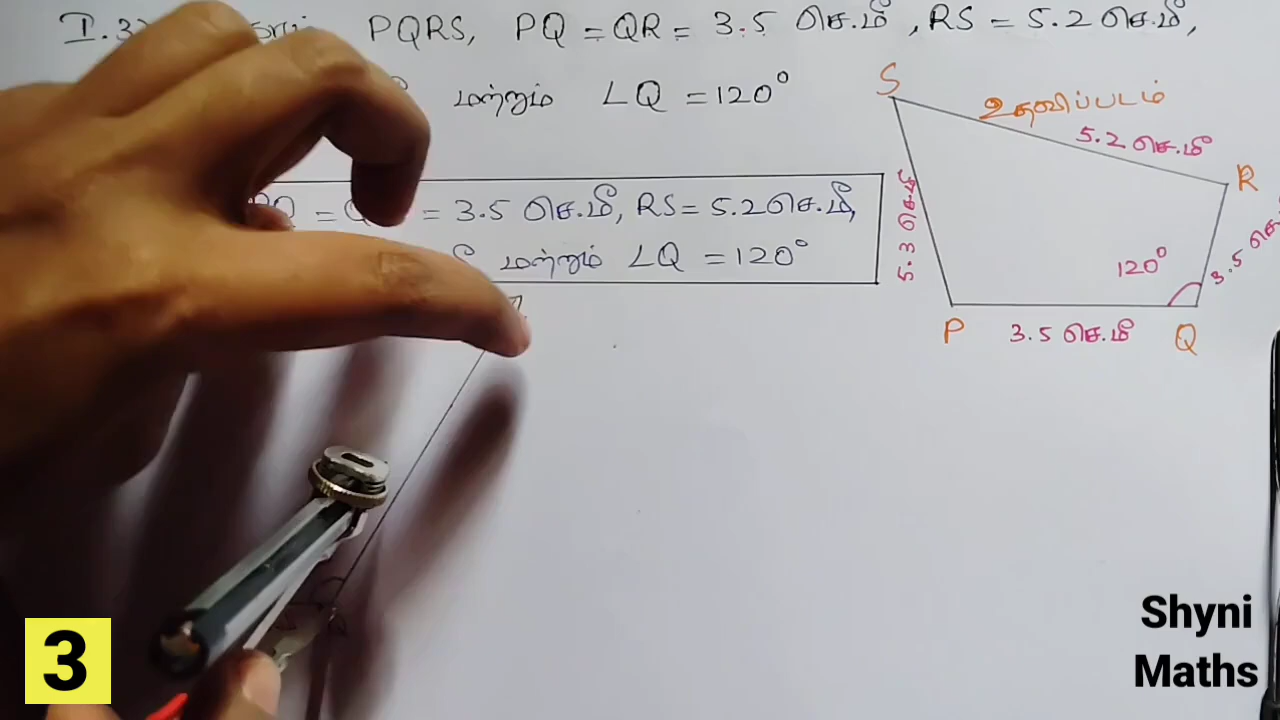 I.3 PQRS, PQ = QR = 3.5 செ.மீ, RS = 5.2 செ.மீ,
மற்றும் ∠Q = 120°
PQ = Q = 3.5 செ.மீ, RS = 5.2 செ.மீ,
மீ மற்றும் ∠Q = 120°
S
உதவிப்படம்
5.2 செ.மீ
R
5.3 செ.மீ
120°
3.5 செ
P
3.5 செ.மீ
Q
3
Shyni
Maths